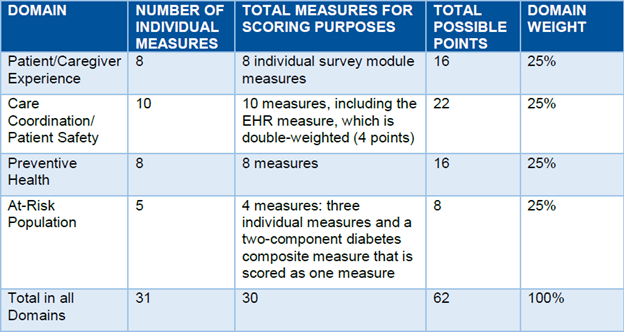 DOMAIN NUMBER OF INDIVIDUAL MEASURES TOTAL MEASURES FOR SCORING PURPOSES TOTAL POSSIBLE POINTS DOMAIN WEIGHT
Patient/Caregiver Experience 8 8 individual survey module measures 16 25%
Care Coordination/ Patient Safety 10 10 measures, including the EHR measure, which is double-weighted (4 points) 22 25%
Preventive Health 8 8 measures 16 25%
At-Risk Population 5 4 measures: three individual measures and a two-component diabetes composite measure that is scored as one measure 8 25%
Total in all Domains 31 30 62 100%